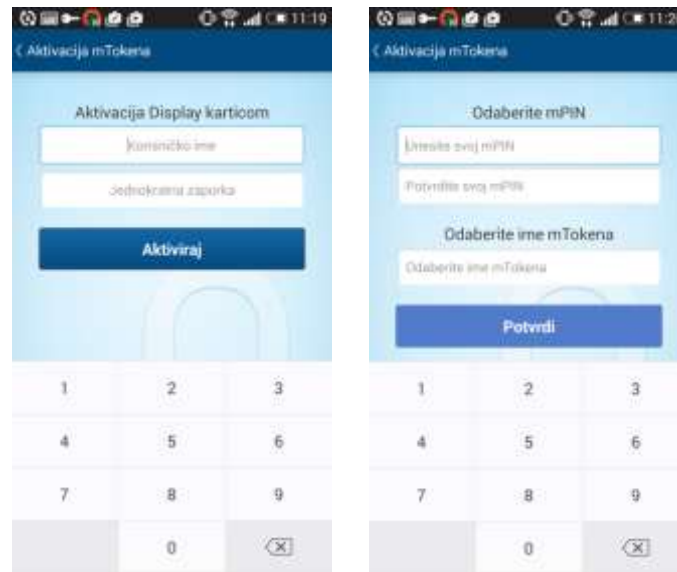 11:19
Aktivacija mTokena
Aktivacija Display karticom
Korisničko ime
Jednokratna zaporka
Aktiviraj
1 2 3
4 5 6
7 8 9
0
11:2
Aktivacija mTokena
Odaberite mPIN
Unesite svoj mPIN
Potvrdite svoj mPIN
Odaberite ime mTokena
Odaberite ime mTokena
Potvrdi
1 2 3
4 5 6
7 8 9
0